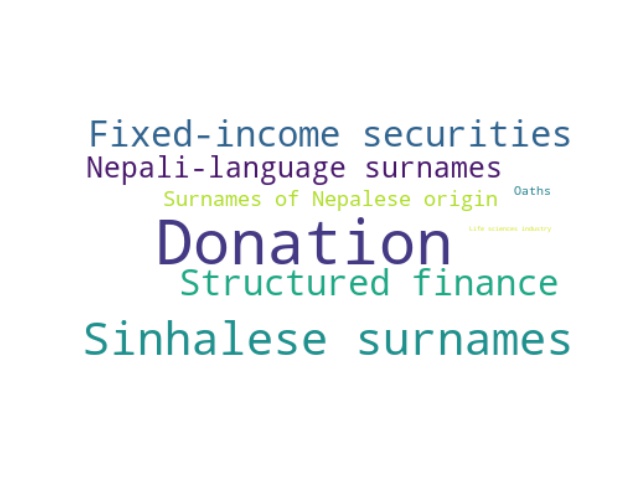 Fixed-income securities
Nepali-language surnames
Surnames of Nepalese origin
Oaths
Donation
Life sciences industry
Structured finance
Sinhalese surnames